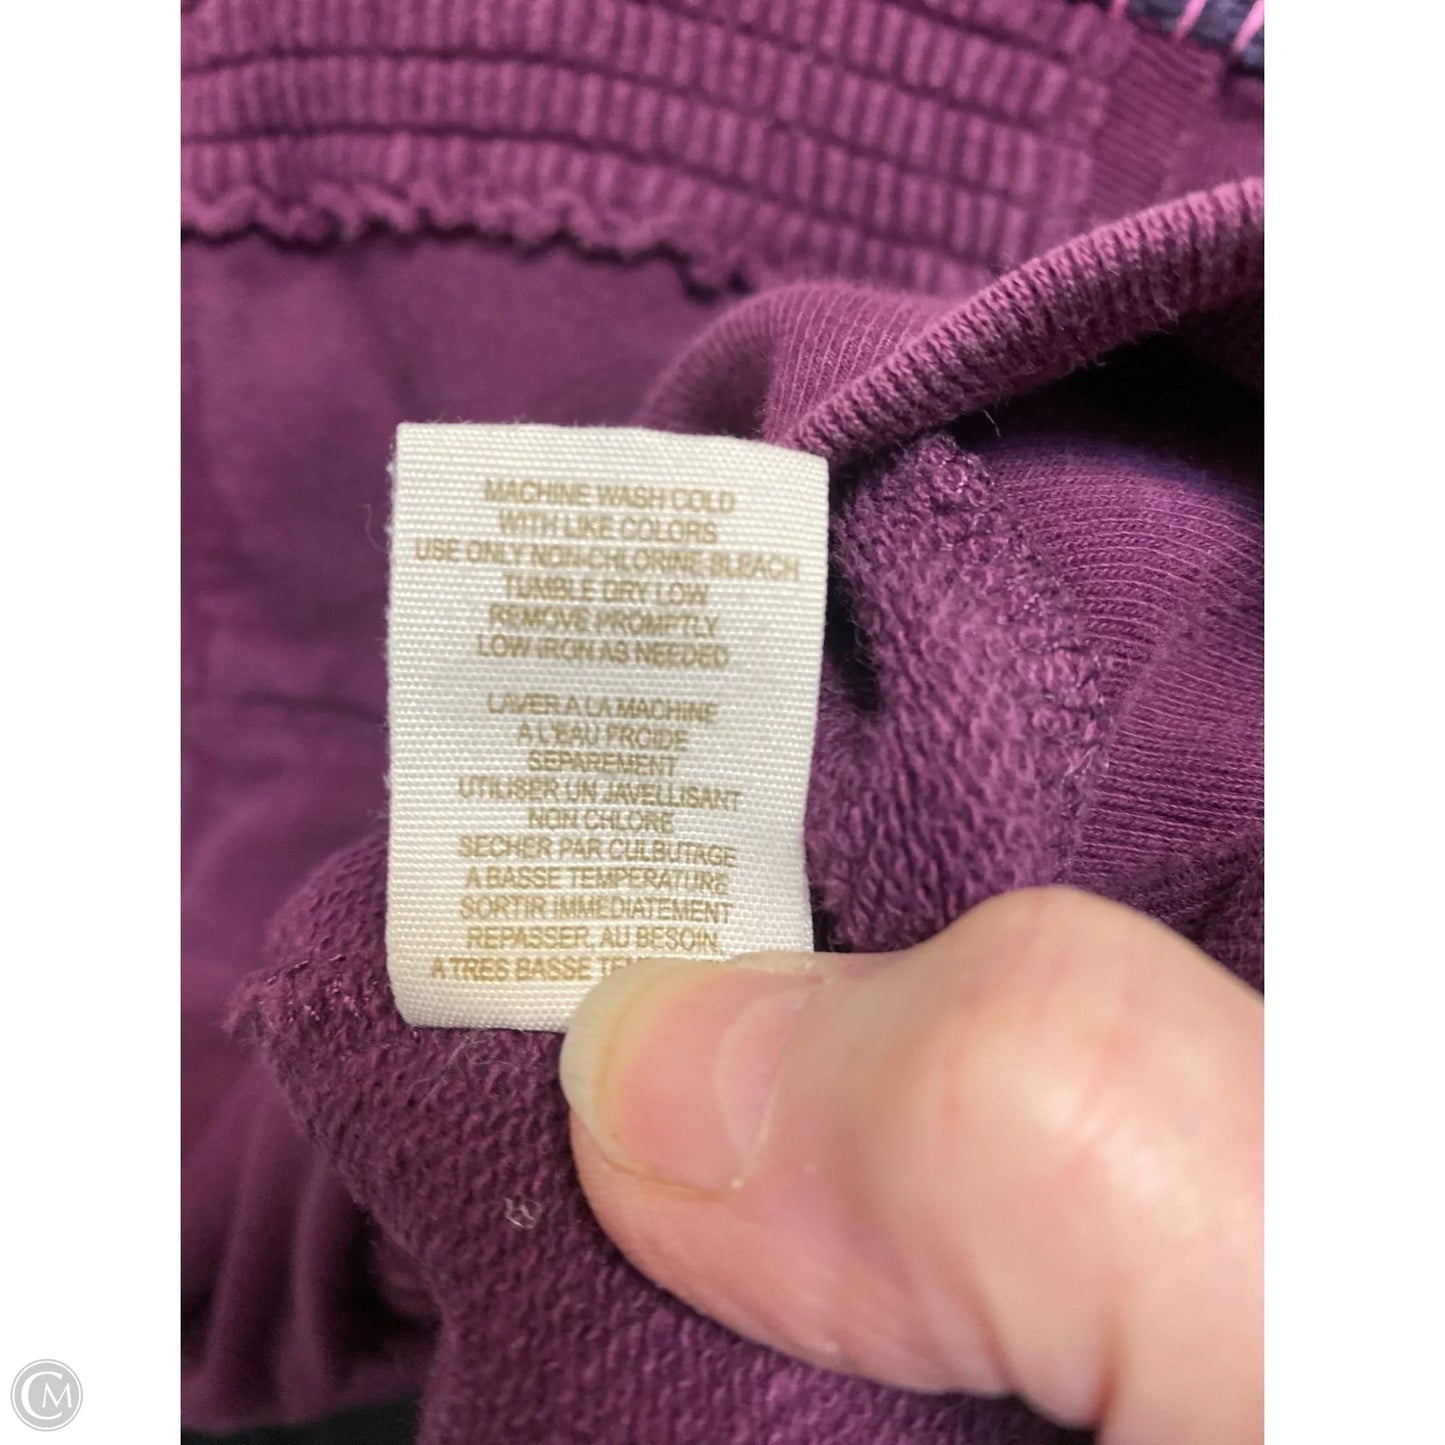 MACHINE WASH COLD
WITH LIKE COLORS
USE ONLY NON-CHLORINE BLEACH
TUMBLE DRY LOW
REMOVE PROMPTLY
LOW IRON AS NEEDED
LAVER A LA MACHINE
A L'EAU FROIDE
SEPAREMENT
UTILISER UN JAVELLISANT
NON CHLORE
SECHER PAR CULBUTAGE
A BASSE TEMPERATURE
SORTIR IMMEDIATEMENT
REPASSER, AU BESOIN,
A TRES BASSE
CM